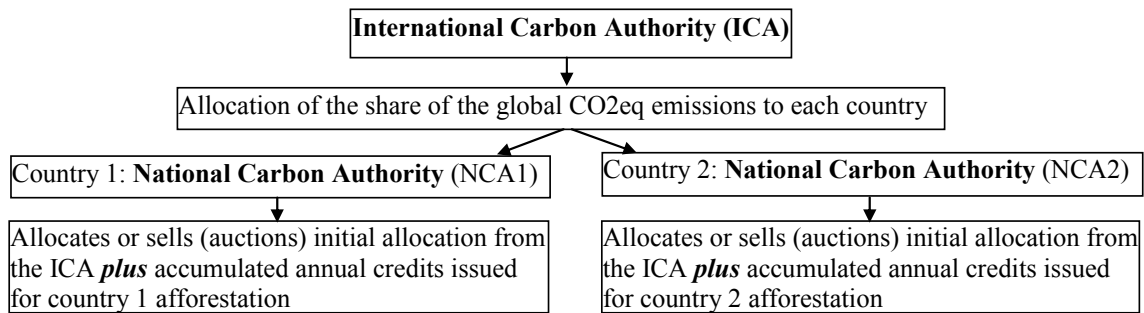 International Carbon Authority (ICA)
Allocation of the share of the global CO2eq emissions to each country
Country 1: National Carbon Authority (NCA1)
Country 2: National Carbon Authority (NCA2)
Allocates or sells (auctions) initial allocation from
the ICA plus accumulated annual credits issued
for country 1 afforestation
Allocates or sells (auctions) initial allocation from
the ICA plus accumulated annual credits issued
for country 2 afforestation